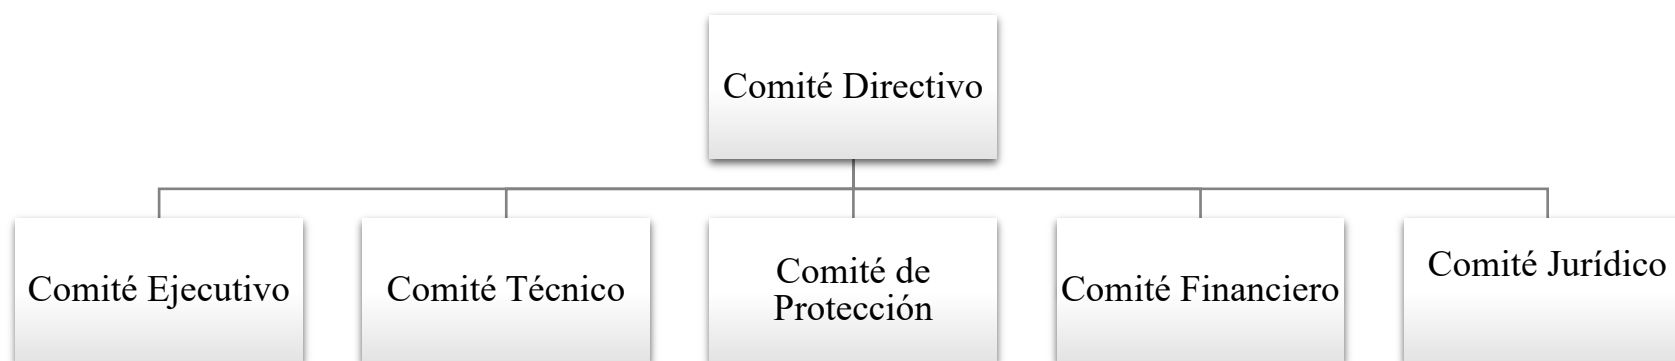 Comité Directivo
Comité Ejecutivo
Comité Técnico
Comité de
Protección
Comité Financiero
Comité Jurídico